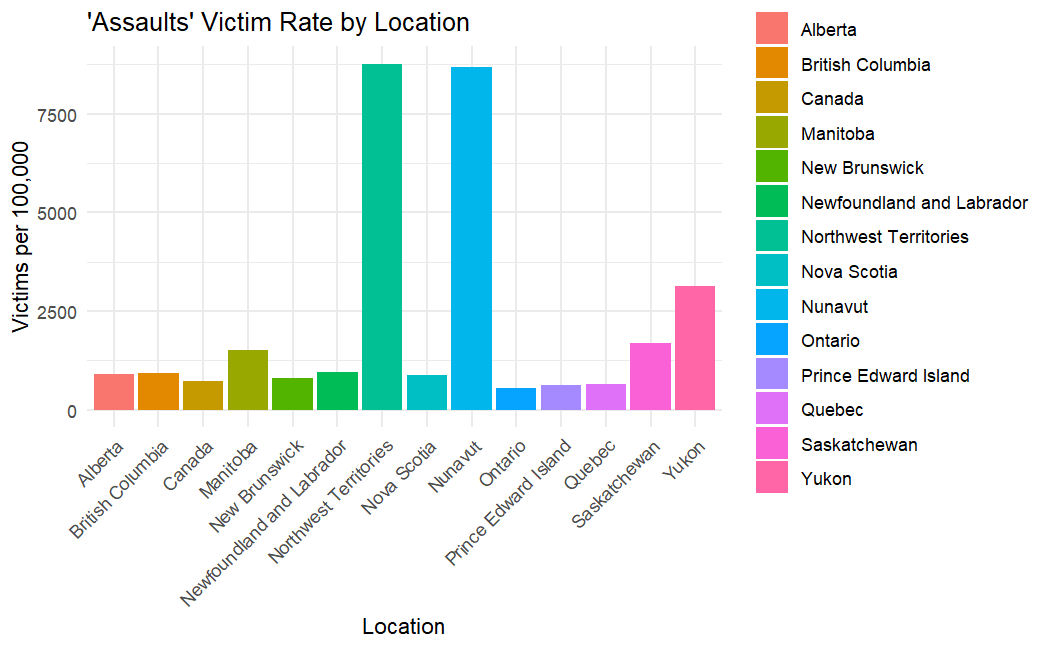 'Assaults' Victim Rate by Location
Victims per 100,000
7500
5000
2500
0
Alberta
British Columbia
Canada
Manitoba
New Brunswick
Newfoundland and Labrador
Northwest Territories
Nova Scotia
Nunavut
Ontario
Prince Edward Island
Quebec
Saskatchewan
Yukon
Location
Alberta
British Columbia
Canada
Manitoba
New Brunswick
Newfoundland and Labrador
Northwest Territories
Nova Scotia
Nunavut
Ontario
Prince Edward Island
Quebec
Saskatchewan
Yukon